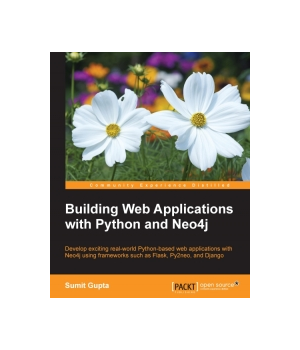 Community Experience Distilled
Building Web Applications
with Python and Neo4j
Develop exciting real-world Python-based web applications with
Neo4j using frameworks such as Flask, Py2neo, and Django
Sumit Gupta
[PACKT] open source*
PUBLISHING